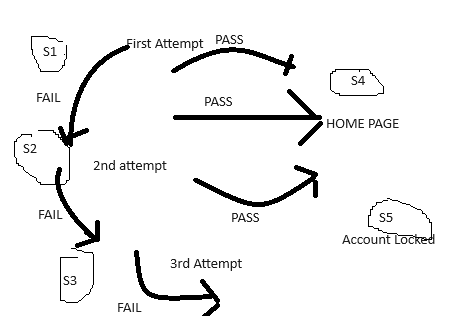 First Attempt
PASS
S1
S4
FAIL
PASS
HOME PAGE
S2
2nd attempt
FAIL
PASS
S5
Account Locked
3rd Attempt
S3
FAIL